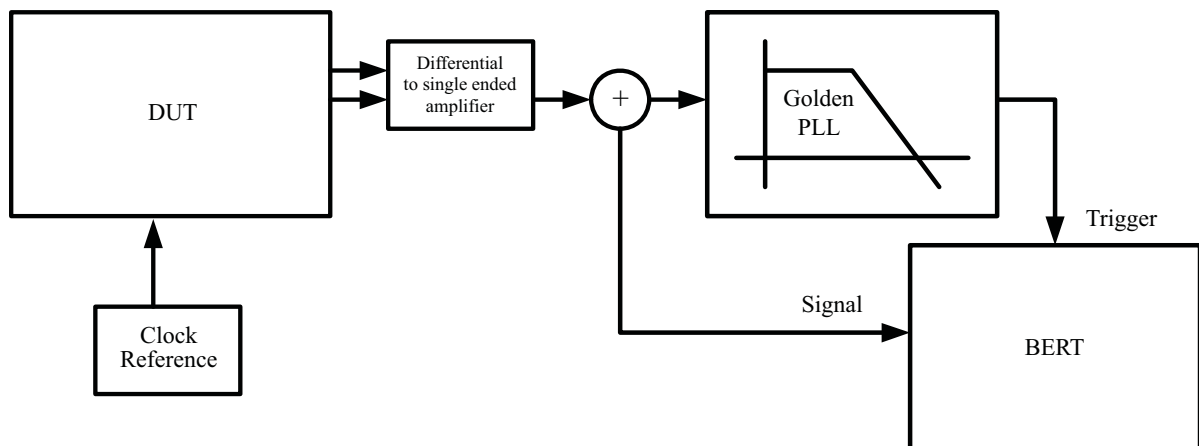 DUT
Differential
to single ended
amplifier
+
Golden
PLL
Trigger
Signal
Clock
Reference
BERT